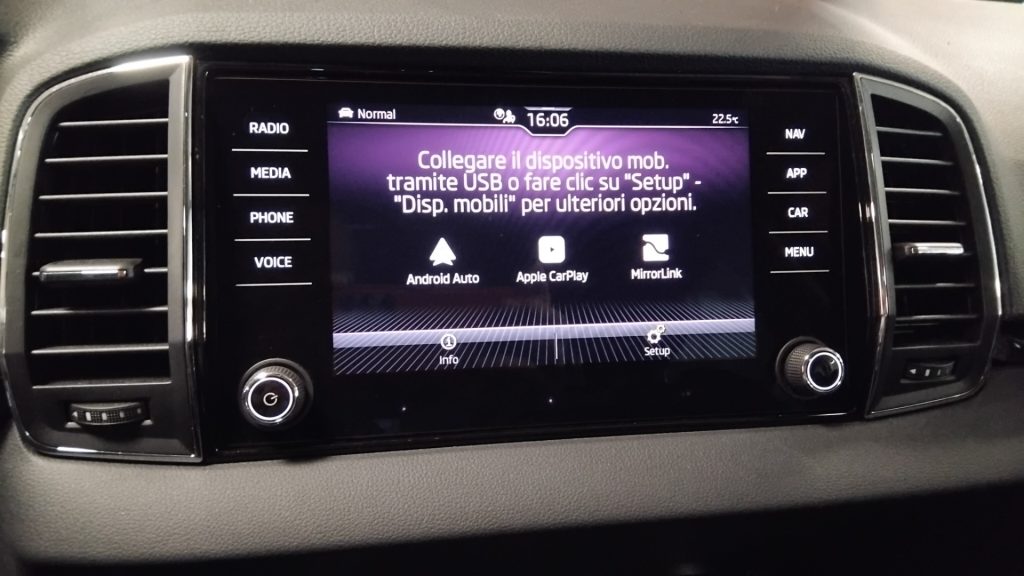 Normal
16:06
22.5°C
RADIO
MEDIA
PHONE
VOICE
Collegare il dispositivo mob.
tramite USB o fare clic su "Setup" -
"Disp. mobili" per ulteriori opzioni.
Android Auto
Apple CarPlay
MirrorLink
Info
Setup
NAV
APP
CAR
MENU